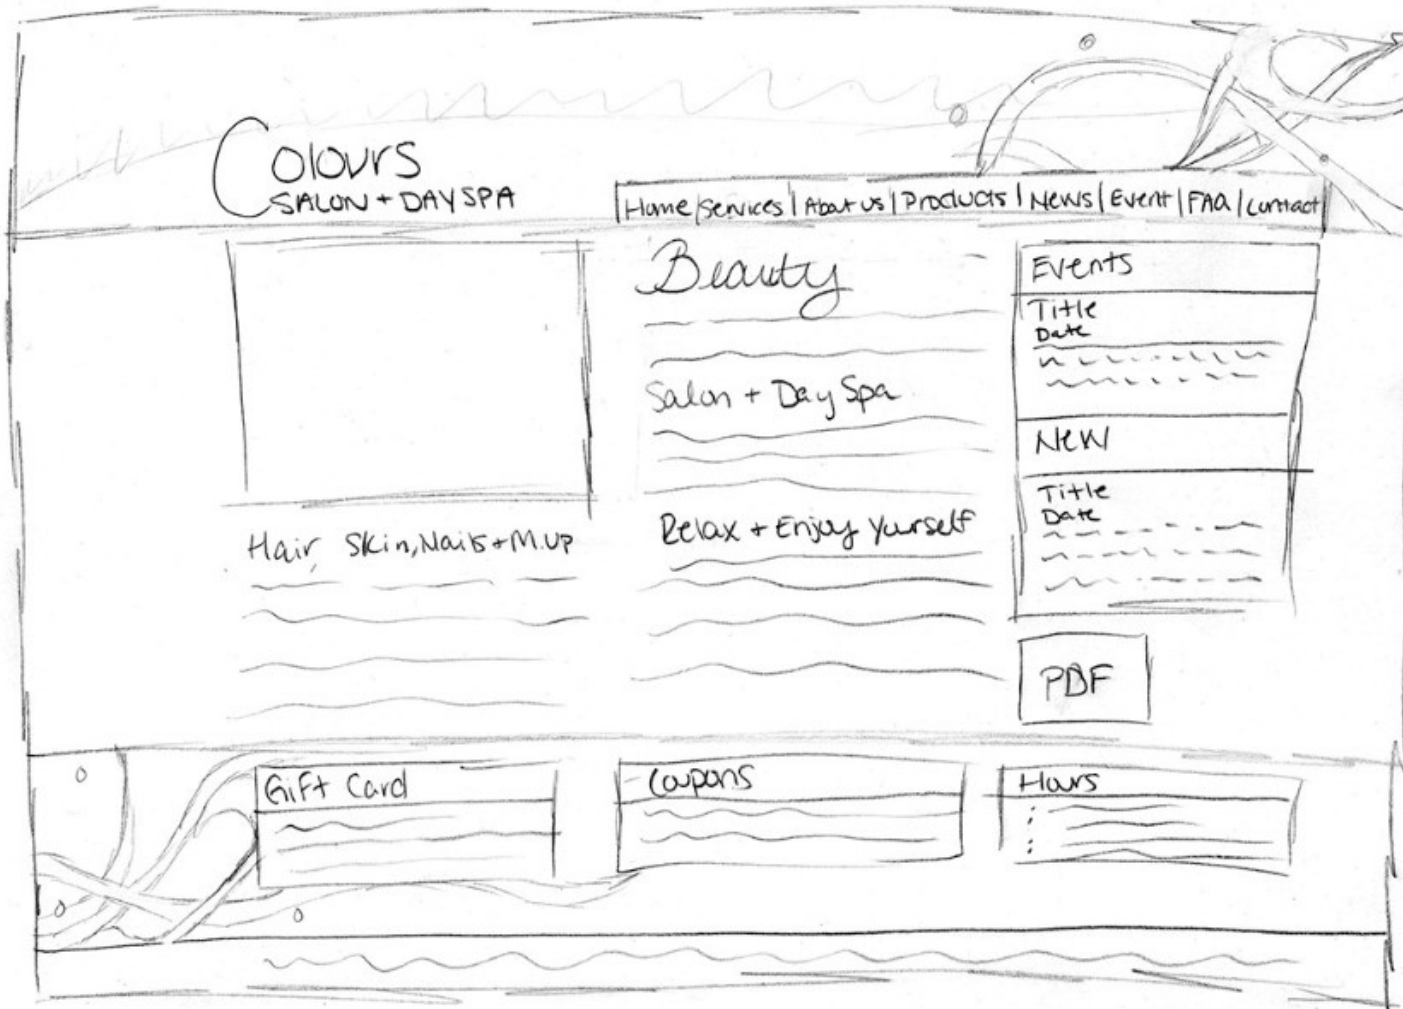 Colours
SALON + DAY SPA
Home | Services | About us | Products | News | Event | FAQ | Contact
Beauty
Salon + Day Spa
Relax + Enjoy Yourself
Hair, Skin, Nails + M.UP
Events
Title
Date
NEW
Title
Date
PDF
Gift Card
Coupons
Hours